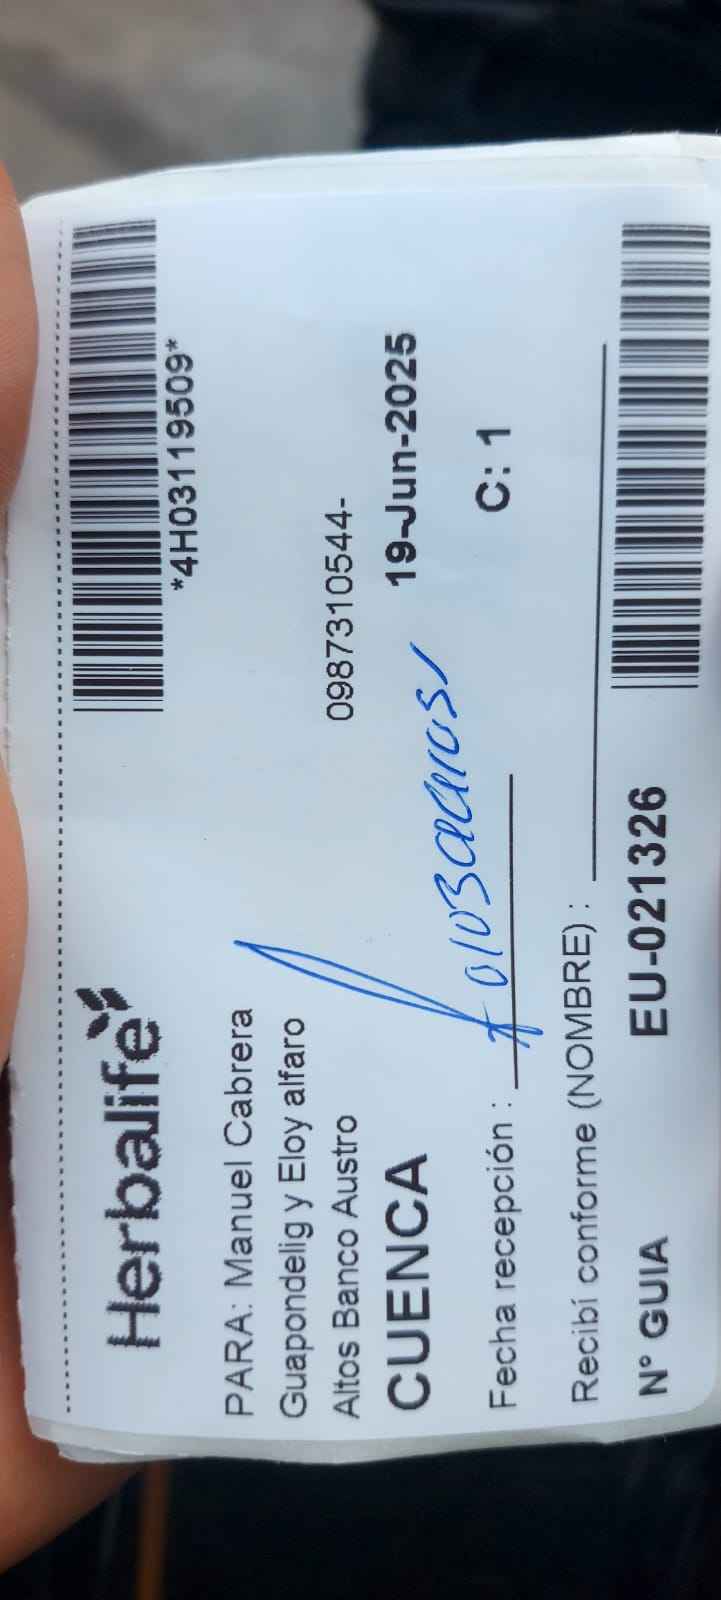 *4H03119509*
Herbalife
PARA: Manuel Cabrera
Guapondelig y Eloy alfaro
Altos Banco Austro
0987310544-
CUENCA
19-Jun-2025
Fecha recepción :
C: 1
Recibí conforme (NOMBRE) :
N° GUIA
EU-021326